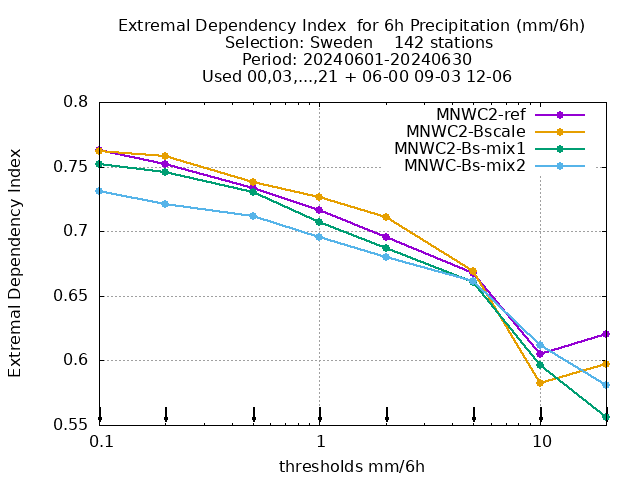 Extremal Dependency Index  for 6h Precipitation (mm/6h)
Selection: Sweden    142 stations
Period: 20240601-20240630
Used 00,03,...,21 + 06-00 09-03 12-06
MNWC2-ref
MNWC2-Bscale
MNWC2-Bs-mix1
MNWC-Bs-mix2
Extremal Dependency Index
0.8
0.75
0.7
0.65
0.6
0.55
0.1
1
10
thresholds mm/6h